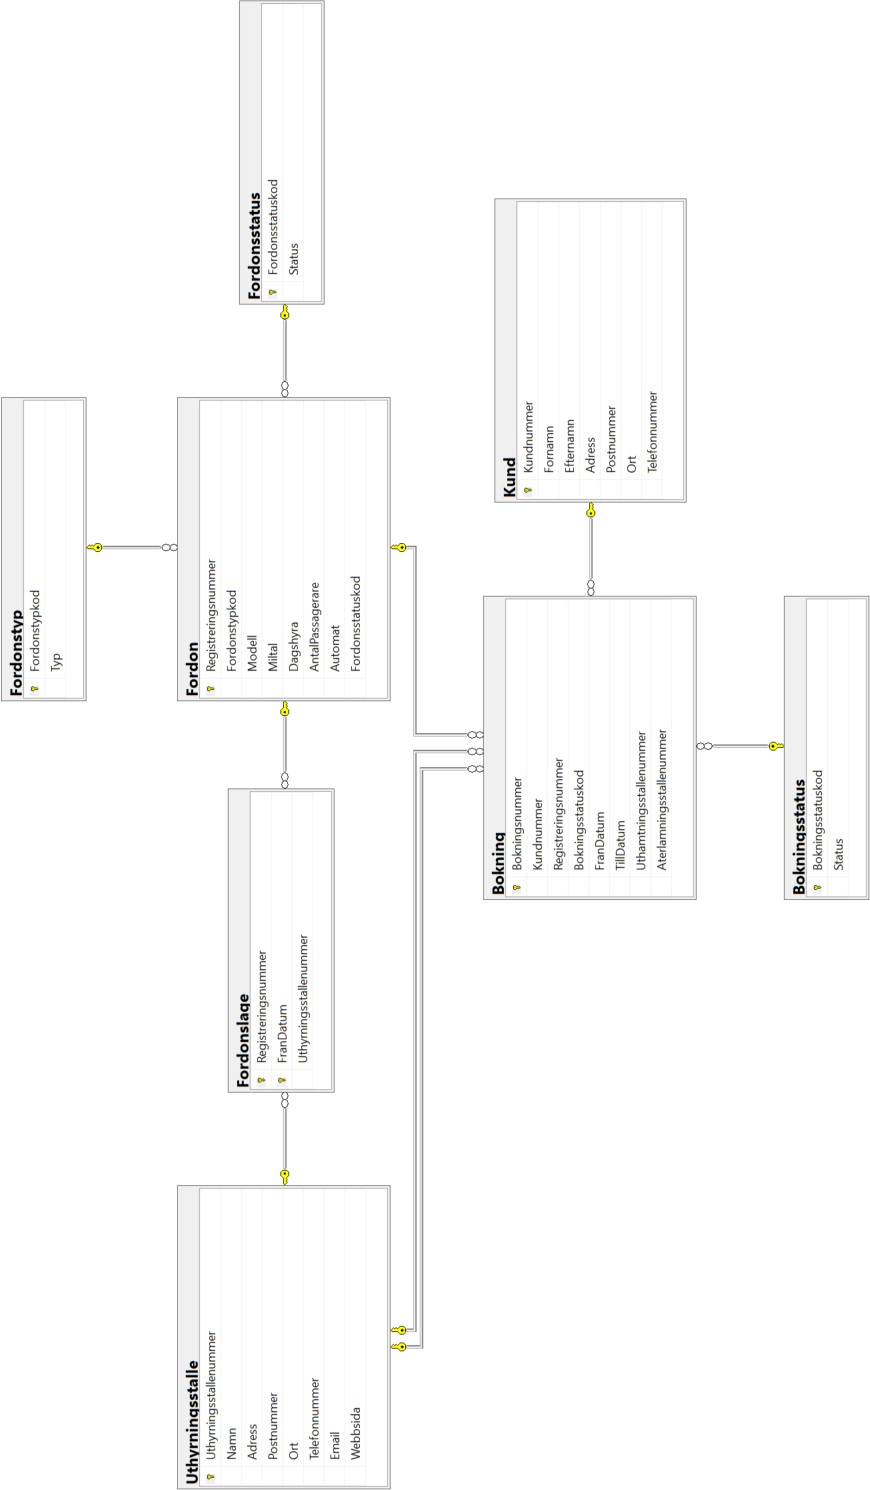 Uthyrningsstalle
Uthyrningsstallenummer
Namn
Adress
Postnummer
Ort
Telefonnummer
Email
Webbsida
Fordonslage
Registreringsnummer
FranDatum
Uthyrningsstallenummer
Fordonstyp
Fordonstypkod
Typ
Fordon
Registreringsnummer
Fordonstypkod
Modell
Miltal
Dagshyra
AntalPassagerare
Automat
Fordonsstatuskod
Fordonsstatus
Fordonsstatuskod
Status
Bokning
Bokningsnummer
Kundnummer
Registreringsnummer
Bokningsstatuskod
FranDatum
TillDatum
Uthamtningsstallenummer
Aterlamningsstallenummer
Kund
Kundnummer
Fornamn
Efternamn
Adress
Postnummer
Ort
Telefonnummer
Bokningsstatus
Bokningsstatuskod
Status